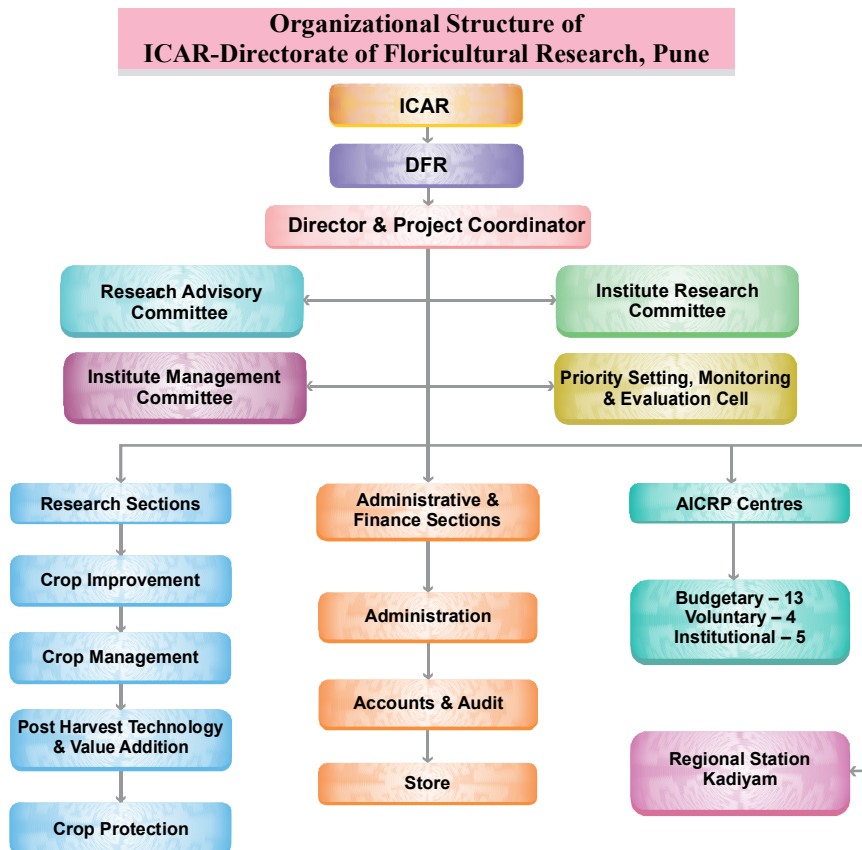 Organizational Structure of
ICAR-Directorate of Floricultural Research, Pune
ICAR
DFR
Director & Project Coordinator
Reseach Advisory
Committee
Institute Research
Committee
Institute Management
Committee
Priority Setting, Monitoring
& Evaluation Cell
Research Sections
Crop Improvement
Crop Management
Post Harvest Technology
& Value Addition
Crop Protection
Administrative &
Finance Sections
Administration
Accounts & Audit
Store
AICRP Centres
Budgetary – 13
Voluntary – 4
Institutional – 5
Regional Station
Kadiyam